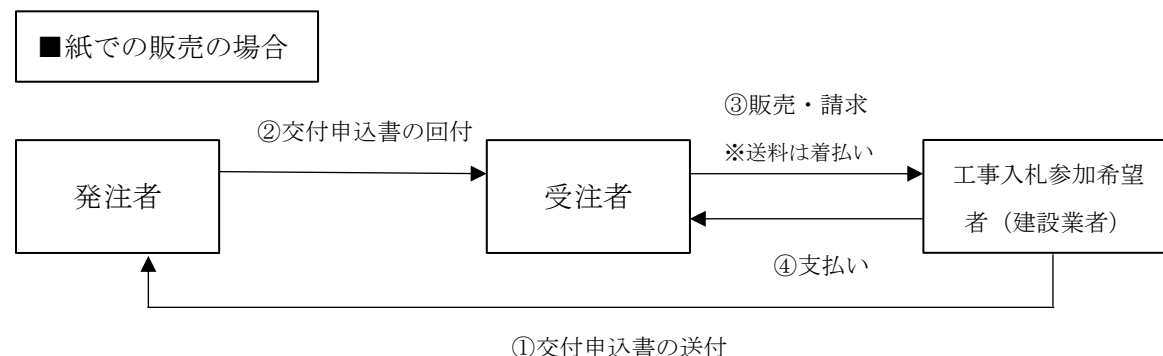 ■紙での販売の場合
③販売・請求
②交付申込書の回付
※送料は着払い
発注者
受注者
工事入札参加希望
者（建設業者）
④支払い
①交付申込書の送付